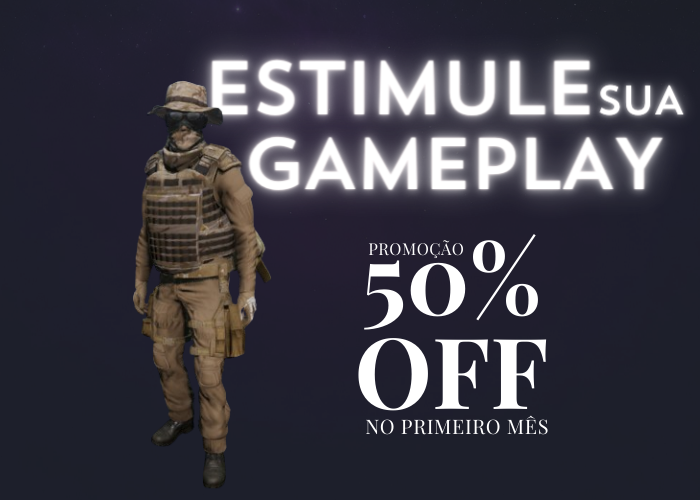 ESTIMULE SUA
GAMEPLAY
PROMOÇÃO
50%
OFF
NO PRIMEIRO MÊS